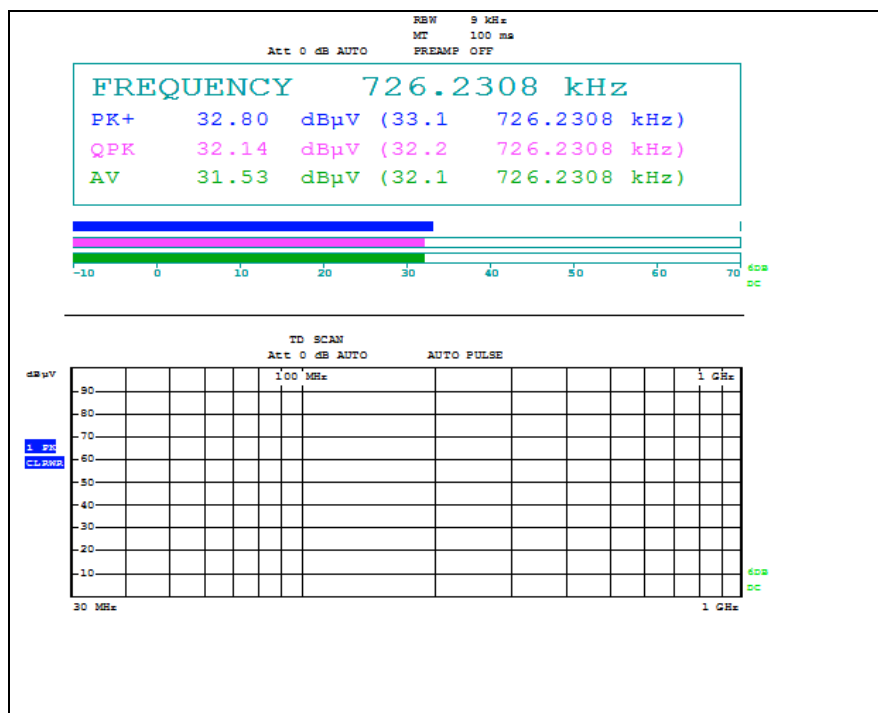 RBW 9 kHz
MT 100 ms
Att 0 dB AUTO PREAMP OFF
FREQUENCY 726.2308 kHz
PK+ 32.80 dBµV (33.1 726.2308 kHz)
QPK 32.14 dBµV (32.2 726.2308 kHz)
AV 31.53 dBµV (32.1 726.2308 kHz)
-10 0 10 20 30 40 50 60 70
6DB
DC
TD SCAN
Att 0 dB AUTO AUTO PULSE
dBµV
100 MHz 1 GHz
90
80
70
1 PK
CLRWR
60
50
40
30
20
10
6DB
DC
30 MHz 1 GHz